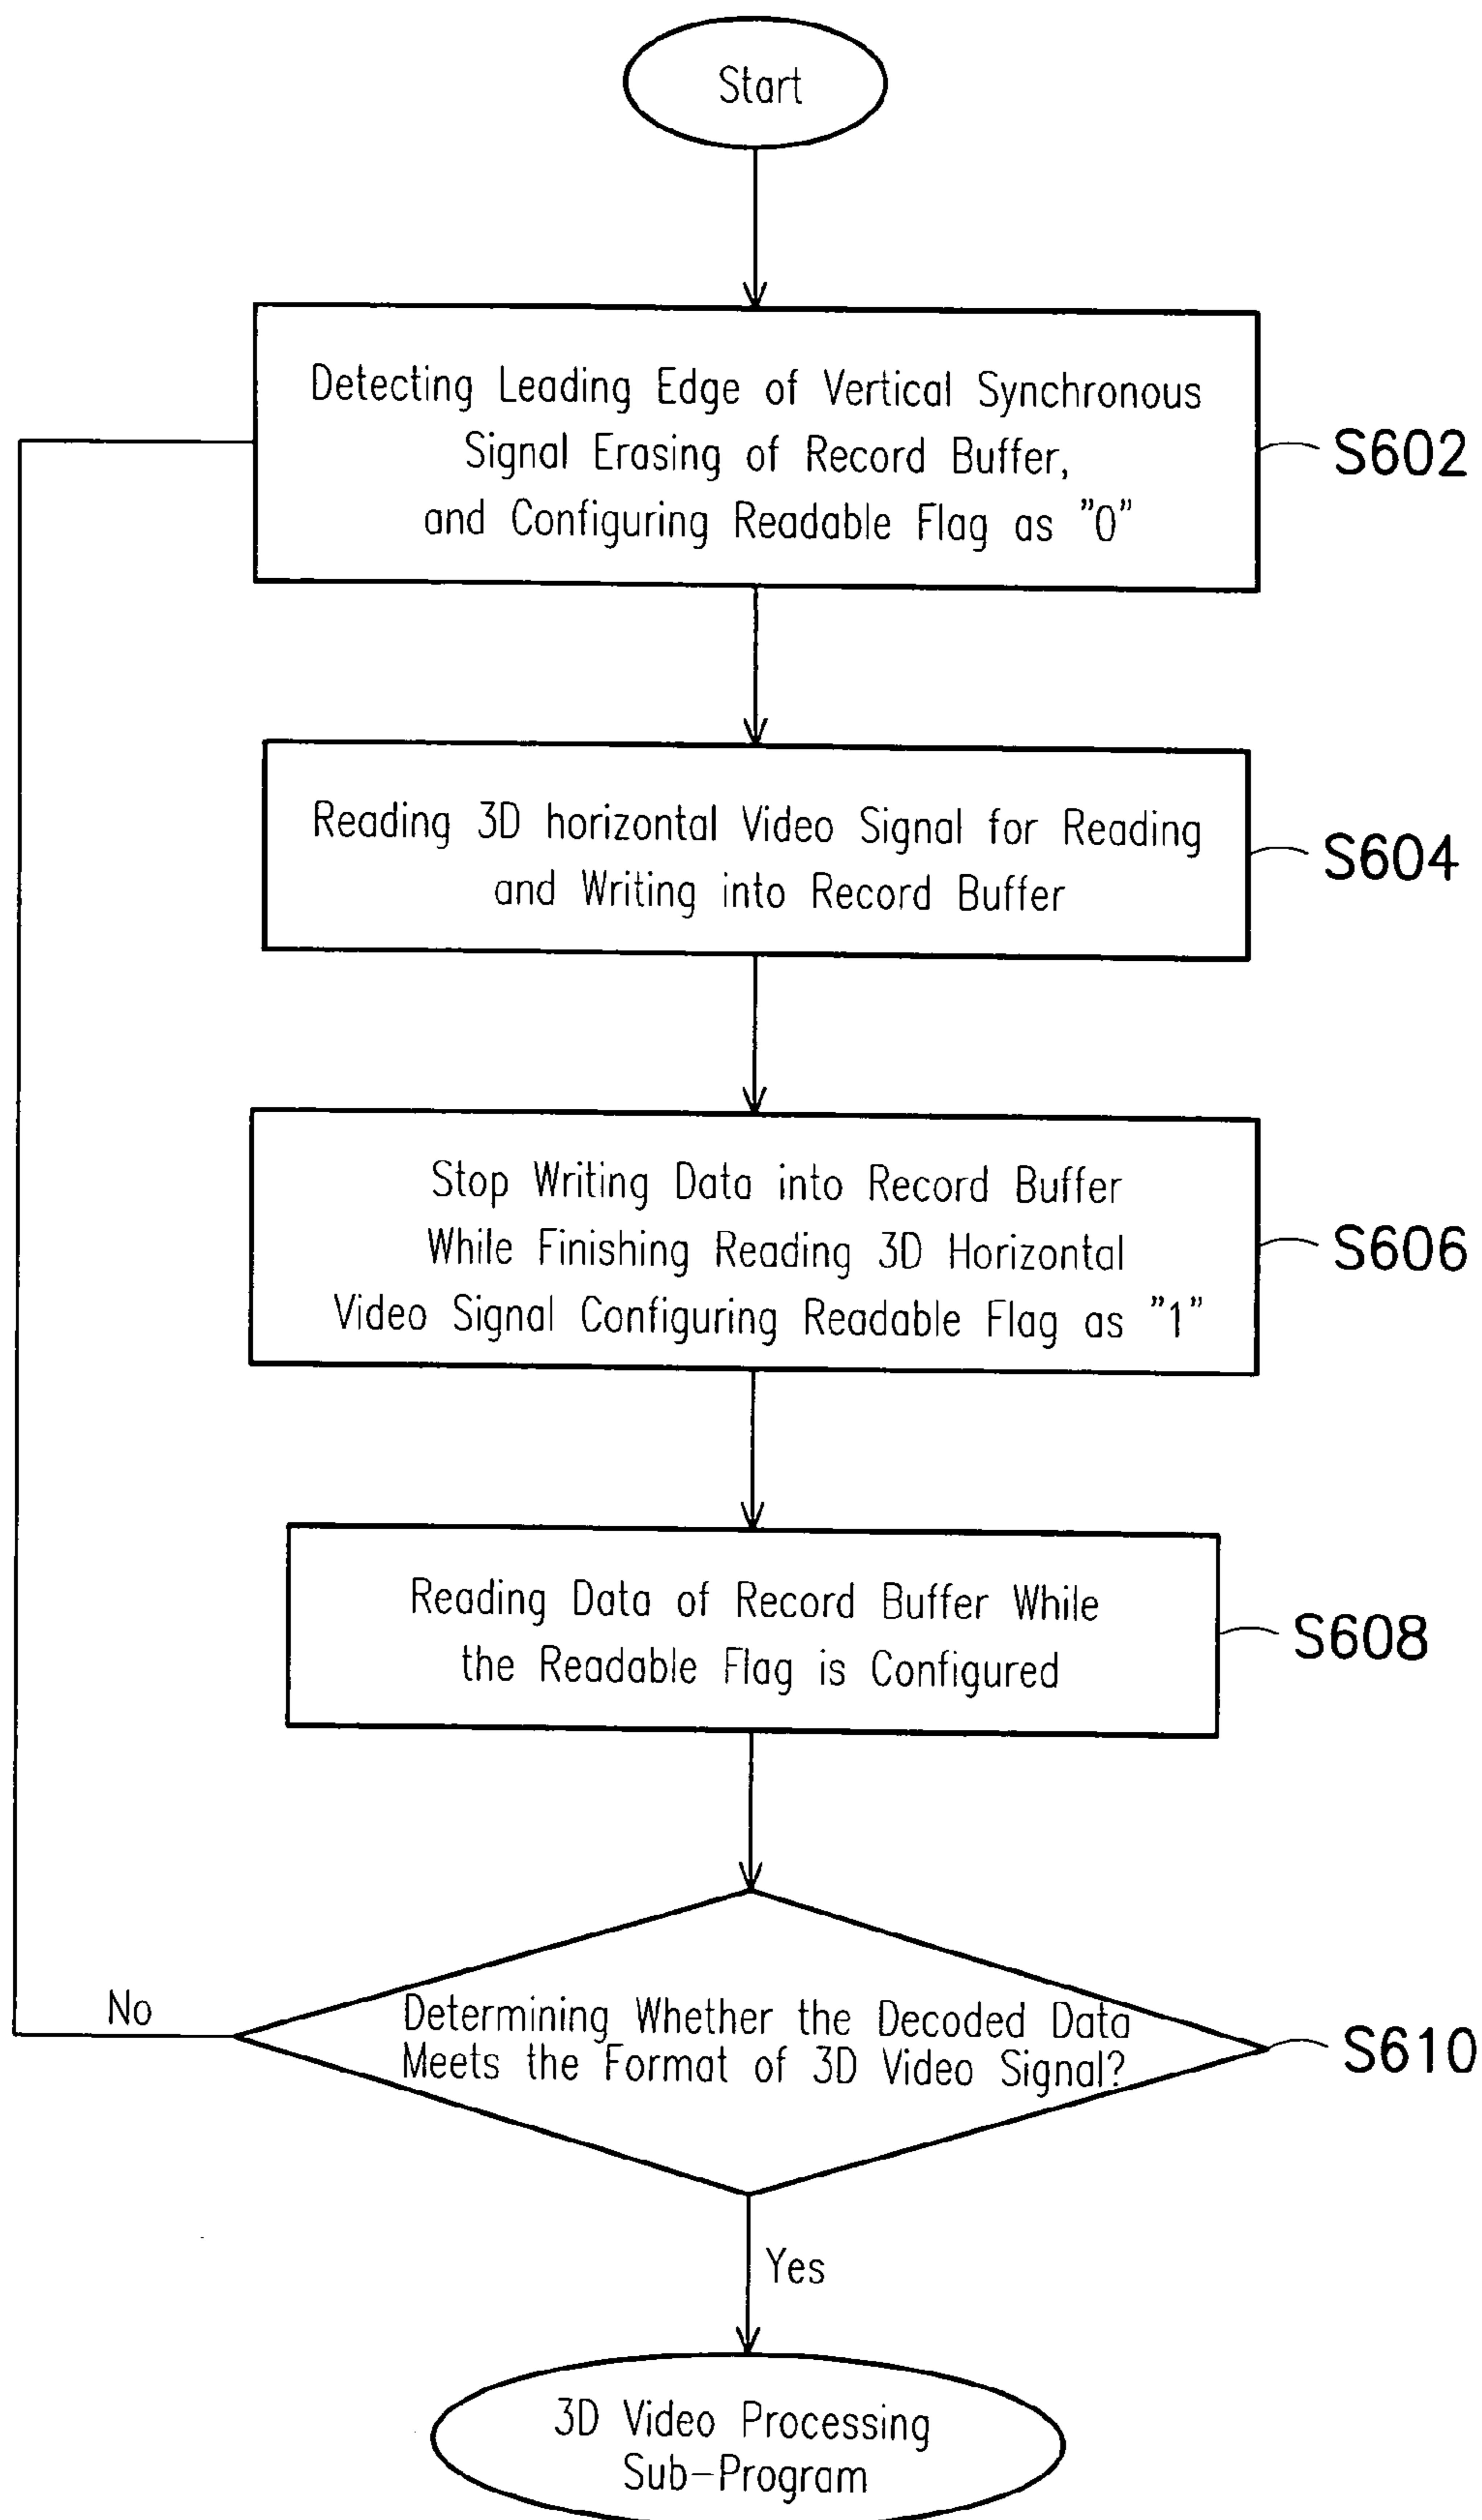 Start
Detecting Leading Edge of Vertical Synchronous
Signal Erasing of Record Buffer,
and Configuring Readable Flag as "0"
S602
Reading 3D horizontal Video Signal for Reading
and Writing into Record Buffer
S604
Stop Writing Data into Record Buffer
While Finishing Reading 3D Horizontal
Video Signal Configuring Readable Flag as "1"
S606
Reading Data of Record Buffer While
the Readable Flag is Configured
S608
No
Determining Whether the Decoded Data
Meets the Format of 3D Video Signal?
S610
Yes
3D Video Processing
Sub-Program